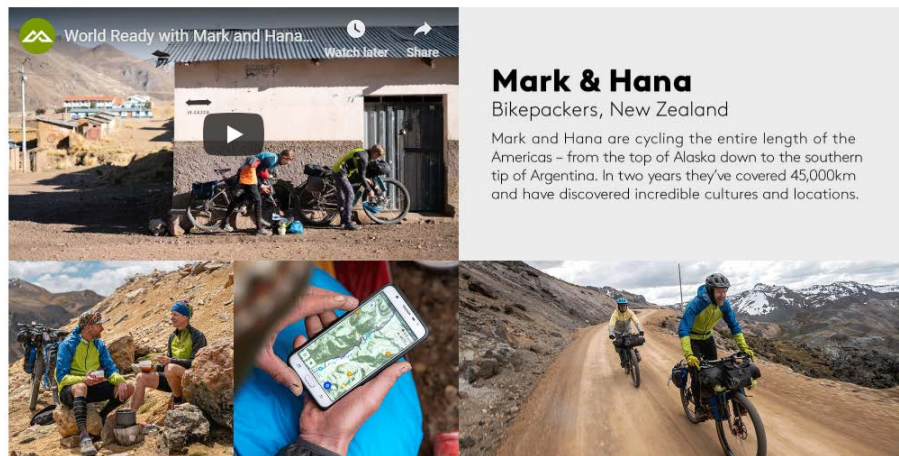 World Ready with Mark and Hana...
Watch later
Share
Mark & Hana
Bikepackers, New Zealand
Mark and Hana are cycling the entire length of the
Americas – from the top of Alaska down to the southern
tip of Argentina. In two years they've covered 45,000km
and have discovered incredible cultures and locations.